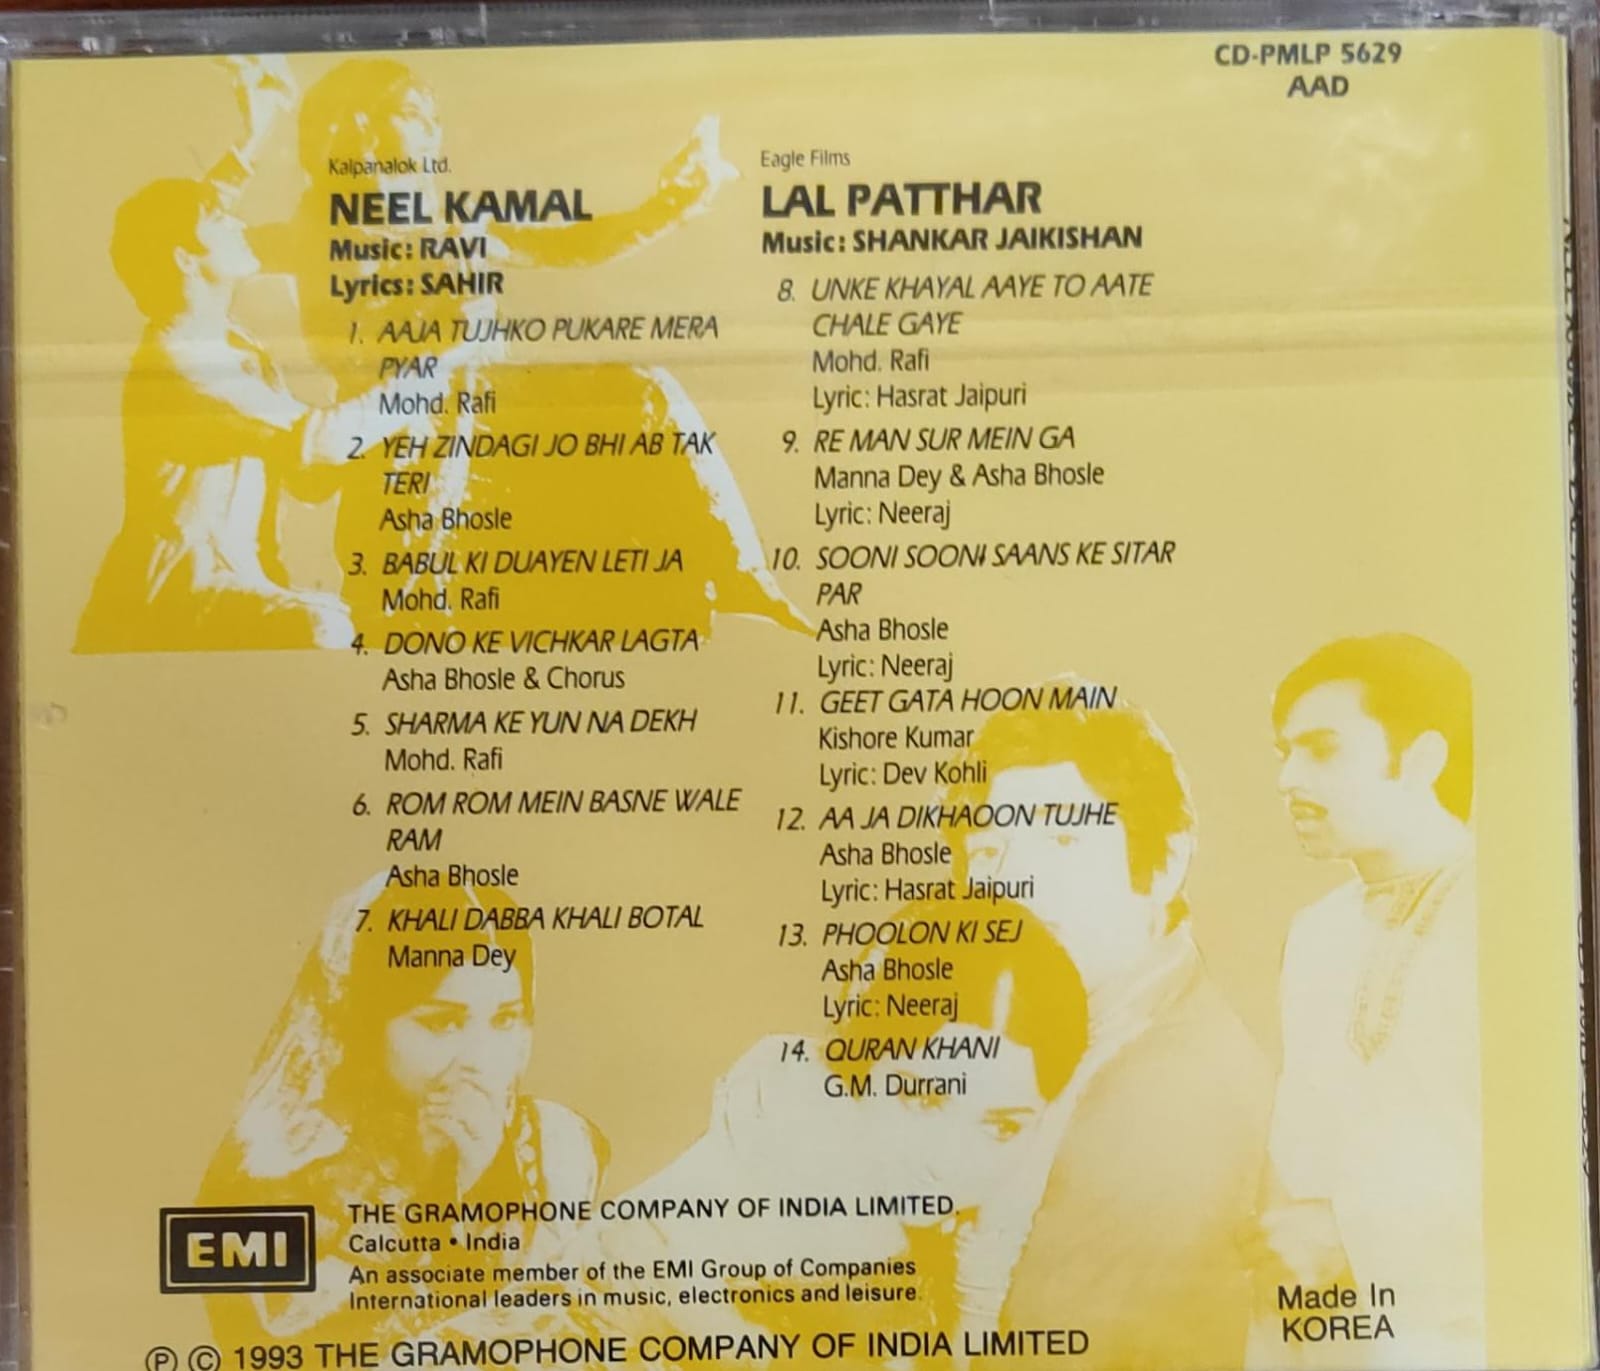 CD-PMLP 5629
AAD
Kalpanalok Ltd.
NEEL KAMAL
Music: RAVI
Lyrics: SAHIR
1. AAJA TUJHKO PUKARE MERA
PYAR
Mohd. Rafi
2. YEH ZINDAGI JO BHI AB TAK
TERI
Asha Bhosle
3. BABUL KI DUAYEN LETI JA
Mohd. Rafi
4. DONO KE VICHKAR LAGTA
Asha Bhosle & Chorus
5. SHARMA KE YUN NA DEKH
Mohd. Rafi
6. ROM ROM MEIN BASNE WALE
RAM
Asha Bhosle
7. KHALI DABBA KHALI BOTAL
Manna Dey
Eagle Films
LAL PATTHAR
Music: SHANKAR JAIKISHAN
8. UNKE KHAYAL AAYE TO AATE
CHALE GAYE
Mohd. Rafi
Lyric: Hasrat Jaipuri
9. RE MAN SUR MEIN GA
Manna Dey & Asha Bhosle
Lyric: Neeraj
10. SOONI SOONI SAANS KE SITAR
PAR
Asha Bhosle
Lyric: Neeraj
11. GEET GATA HOON MAIN
Kishore Kumar
Lyric: Dev Kohli
12. AA JA DIKHAOON TUJHE
Asha Bhosle
Lyric: Hasrat Jaipuri
13. PHOOLON KI SEJ
Asha Bhosle
Lyric: Neeraj
14. QURAN KHANI
G.M. Durrani
EMI
THE GRAMOPHONE COMPANY OF INDIA LIMITED.
Calcutta • India
An associate member of the EMI Group of Companies
International leaders in music, electronics and leisure.
Made In
KOREA
Ⓟ © 1993 THE GRAMOPHONE COMPANY OF INDIA LIMITED